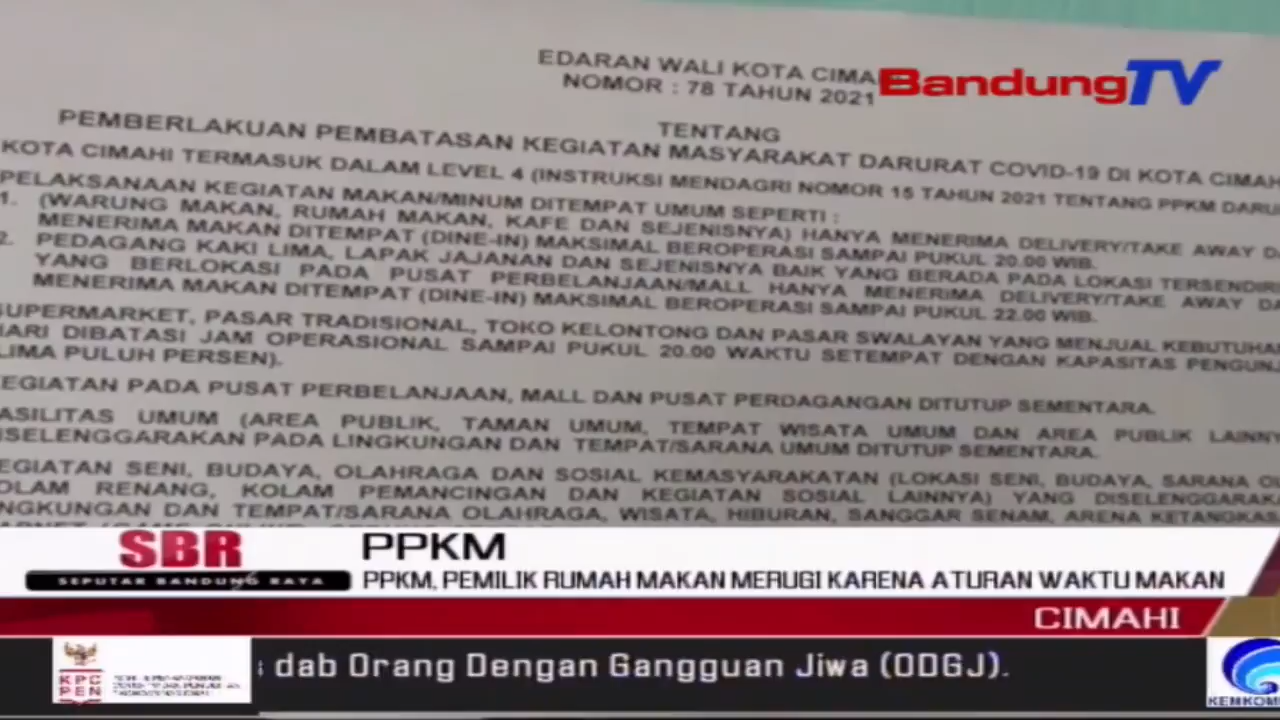 EDARAN WALI KOTA CIMA
BandungTV
NOMOR : 78 TAHUN 2021
TENTANG
PEMBERLAKUAN PEMBATASAN KEGIATAN MASYARAKAT DARURAT COVID-19 DI KOTA CIMAH
KOTA CIMAHI TERMASUK DALAM LEVEL 4 (INSTRUKSI MENDAGRI NOMOR 15 TAHUN 2021 TENTANG PPKM DARU
PELAKSANAAN KEGIATAN MAKAN/MINUM DITEMPAT UMUM SEPERTI :
1. (WARUNG MAKAN, RUMAH MAKAN, KAFE DAN SEJENISNYA) HANYA MENERIMA DELIVERY/TAKE AWAY DA
MENERIMA MAKAN DITEMPAT (DINE-IN) MAKSIMAL BEROPERASI SAMPAI PUKUL 20.00 WIB.
2. PEDAGANG KAKI LIMA, LAPAK JAJANAN DAN SEJENISNYA BAIK YANG BERADA PADA LOKASI TERSENDIRI
YANG BERLOKASI PADA PUSAT PERBELANJAAN/MALL HANYA MENERIMA DELIVERY/TAKE AWAY DA
MENERIMA MAKAN DITEMPAT (DINE-IN) MAKSIMAL BEROPERASI SAMPAI PUKUL 22.00 WIB.
SUPERMARKET, PASAR TRADISIONAL, TOKO KELONTONG DAN PASAR SWALAYAN YANG MENJUAL KEBUTUHAN
HARI DIBATASI JAM OPERASIONAL SAMPAI PUKUL 20.00 WAKTU SETEMPAT DENGAN KAPASITAS PENGUNJ
LIMA PULUH PERSEN).
KEGIATAN PADA PUSAT PERBELANJAAN, MALL DAN PUSAT PERDAGANGAN DITUTUP SEMENTARA.
ASILITAS UMUM (AREA PUBLIK, TAMAN UMUM, TEMPAT WISATA UMUM DAN AREA PUBLIK LAINNY
DISELENGGARAKAN PADA LINGKUNGAN DAN TEMPAT/SARANA UMUM DITUTUP SEMENTARA.
EGIATAN SENI, BUDAYA, OLAHRAGA DAN SOSIAL KEMASYARAKATAN (LOKASI SENI, BUDAYA, SARANA OL
OLAM RENANG, KOLAM PEMANCINGAN DAN KEGIATAN SOSIAL LAINNYA) YANG DISELENGGARAKA
NGKUNGAN DAN TEMPAT/SARANA OLAHRAGA, WISATA, HIBURAN, SANGGAR SENAM, ARENA KETANGKAS
SBR
SEPUTAR BANDUNG RAYA
PPKM
PPKM, PEMILIK RUMAH MAKAN MERUGI KARENA ATURAN WAKTU MAKAN
CIMAHI
KPC
PEN
s dab Orang Dengan Gangguan Jiwa (ODGJ).
KEMKOM